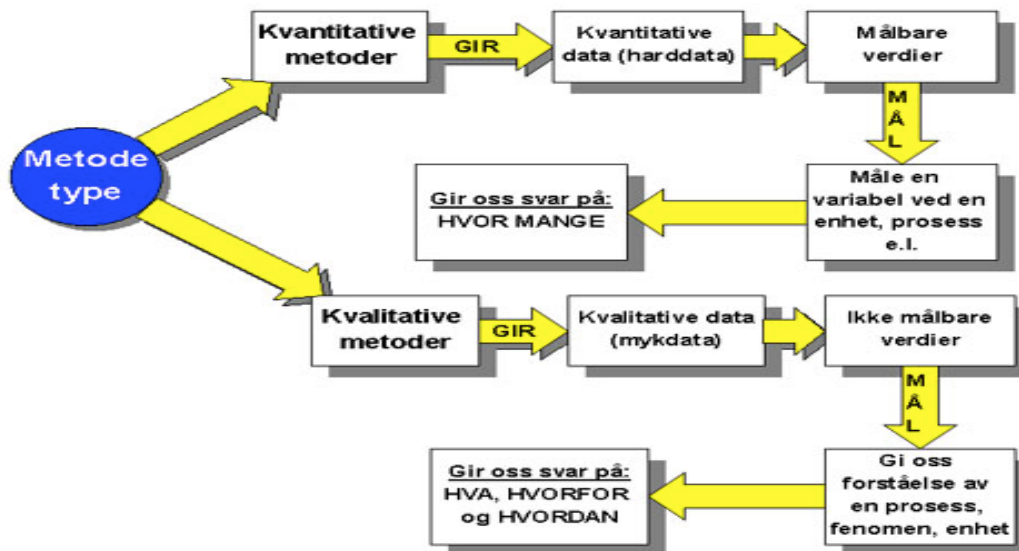 Metode
type
Kvantitative
metoder
GIR
Kvantitative
data (harddata)
Målbare
verdier
MÅL
Måle en
variabel ved en
enhet, prosess
e.l.
Gir oss svar på:
HVOR MANGE
Kvalitative
metoder
GIR
Kvalitative data
(mykdata)
Ikke målbare
verdier
MÅL
Gi oss
forståelse av
en prosess,
fenomen, enhet
Gir oss svar på:
HVA, HVORFOR
og HVORDAN